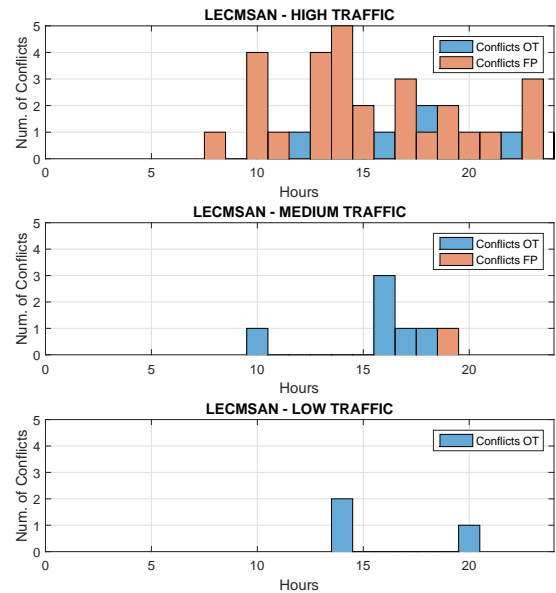 LECMSAN - HIGH TRAFFIC
5
4
3
2
1
0
Num. of Conflicts
Conflicts OT
Conflicts FP
0 5 10 15 20
Hours
LECMSAN - MEDIUM TRAFFIC
5
4
3
2
1
0
Num. of Conflicts
Conflicts OT
Conflicts FP
0 5 10 15 20
Hours
LECMSAN - LOW TRAFFIC
5
4
3
2
1
0
Num. of Conflicts
Conflicts OT
0 5 10 15 20
Hours